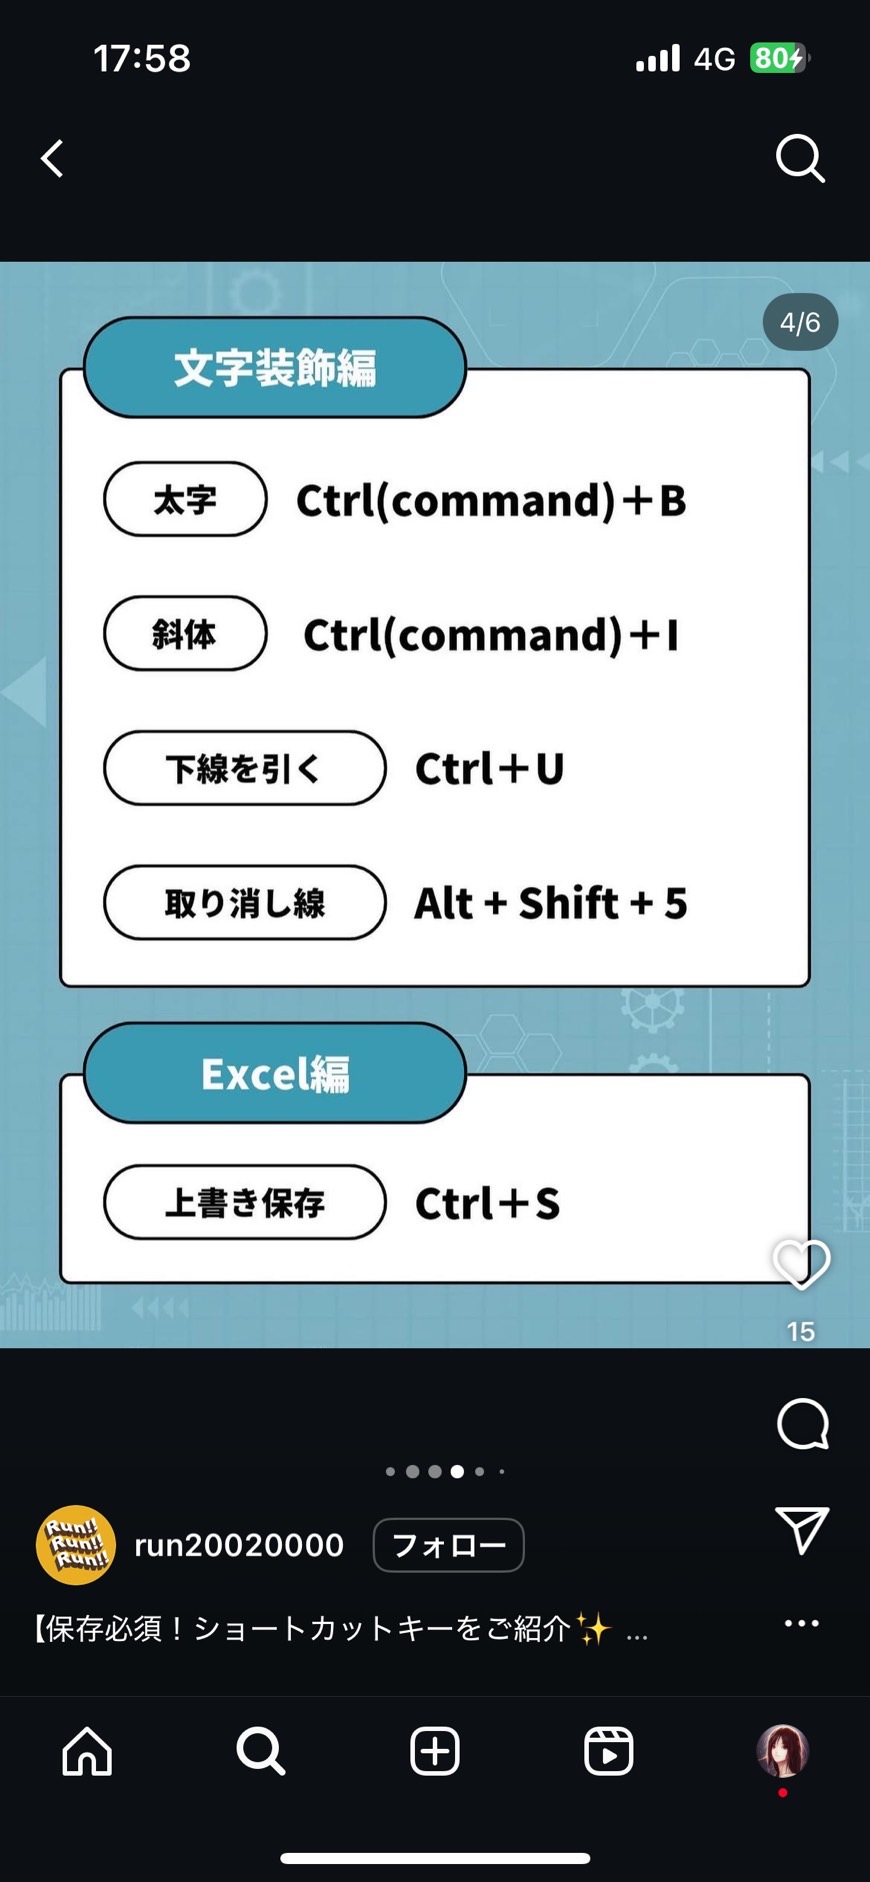 17:58
4G 80
4/6
文字装飾編
太字 Ctrl(command)＋B
斜体 Ctrl(command)＋I
下線を引く Ctrl＋U
取り消し線 Alt + Shift + 5
Excel編
上書き保存 Ctrl＋S
15
Run!!
Run!!
Run!!
run20020000 フォロー
【保存必須！ショートカットキーをご紹介✨ ...